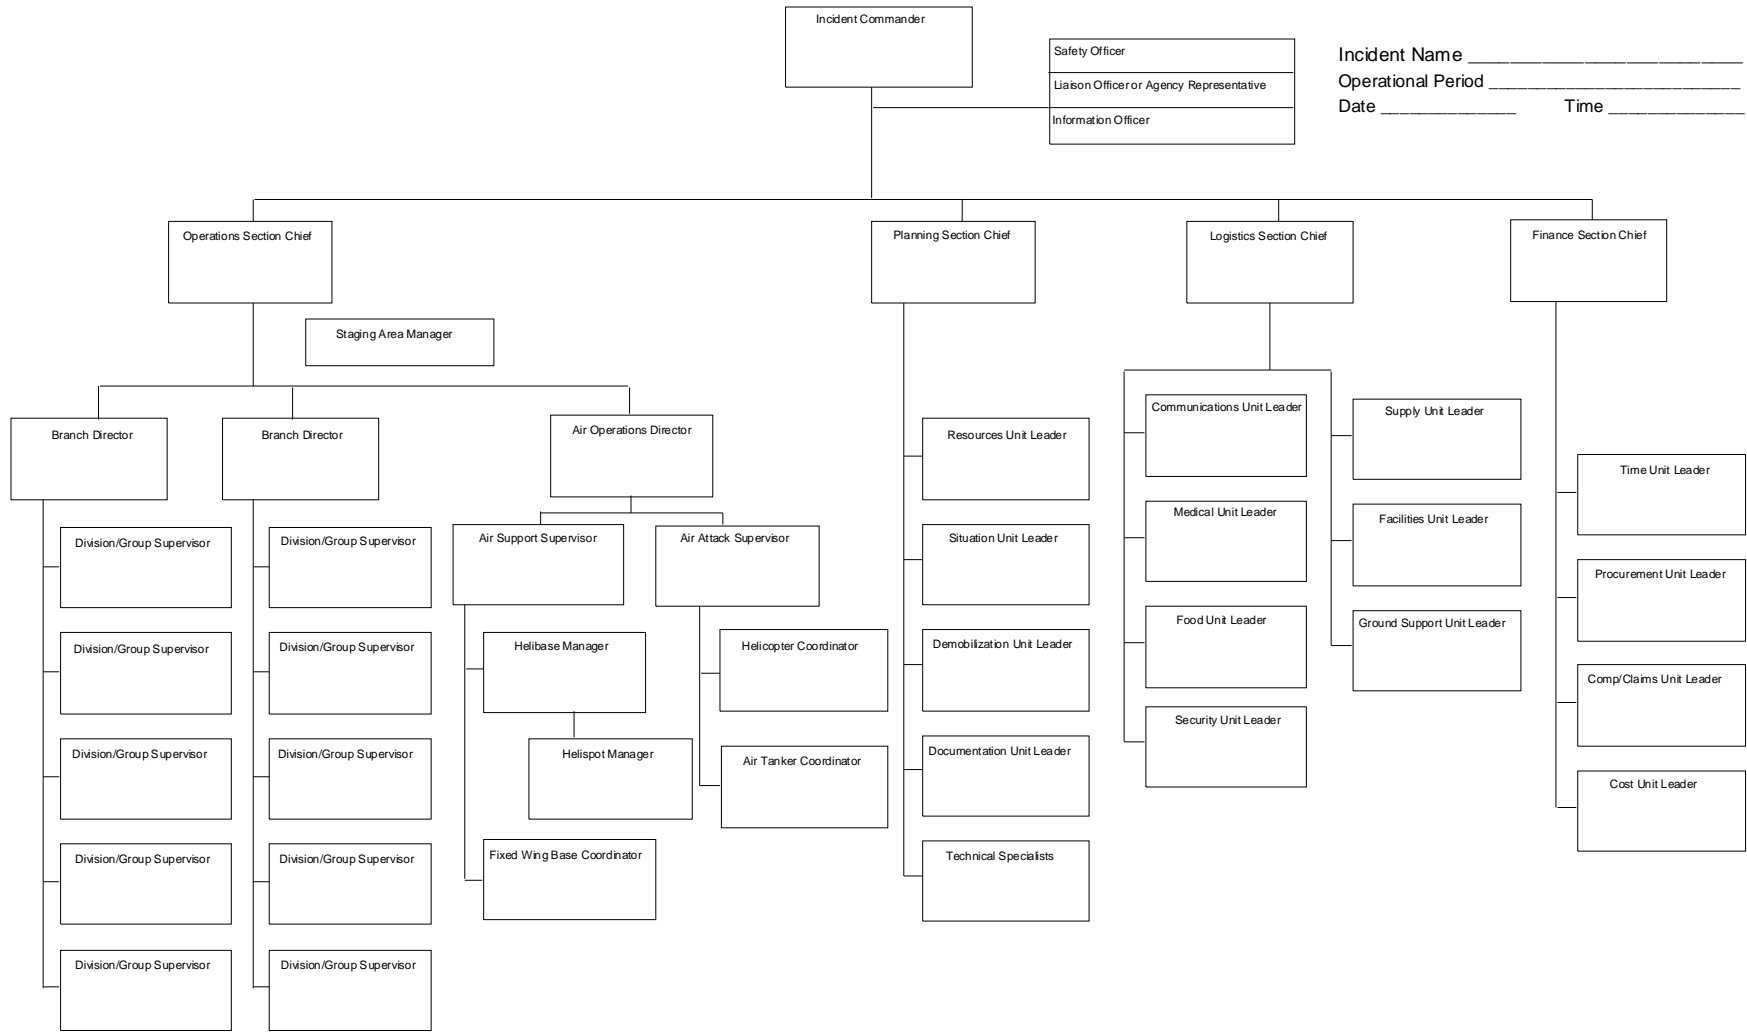 Incident Commander
Safety Officer
Liaison Officer or Agency Representative
Information Officer
Incident Name ____________________________
Operational Period __________________________
Date ______________ Time ______________
Operations Section Chief
Planning Section Chief
Logistics Section Chief
Finance Section Chief
Staging Area Manager
Branch Director
Branch Director
Air Operations Director
Division/Group Supervisor
Division/Group Supervisor
Division/Group Supervisor
Division/Group Supervisor
Division/Group Supervisor
Division/Group Supervisor
Division/Group Supervisor
Division/Group Supervisor
Division/Group Supervisor
Division/Group Supervisor
Air Support Supervisor
Air Attack Supervisor
Helibase Manager
Helispot Manager
Fixed Wing Base Coordinator
Helicopter Coordinator
Air Tanker Coordinator
Resources Unit Leader
Situation Unit Leader
Demobilization Unit Leader
Documentation Unit Leader
Technical Specialists
Communications Unit Leader
Medical Unit Leader
Food Unit Leader
Security Unit Leader
Supply Unit Leader
Facilities Unit Leader
Ground Support Unit Leader
Time Unit Leader
Procurement Unit Leader
Comp/Claims Unit Leader
Cost Unit Leader